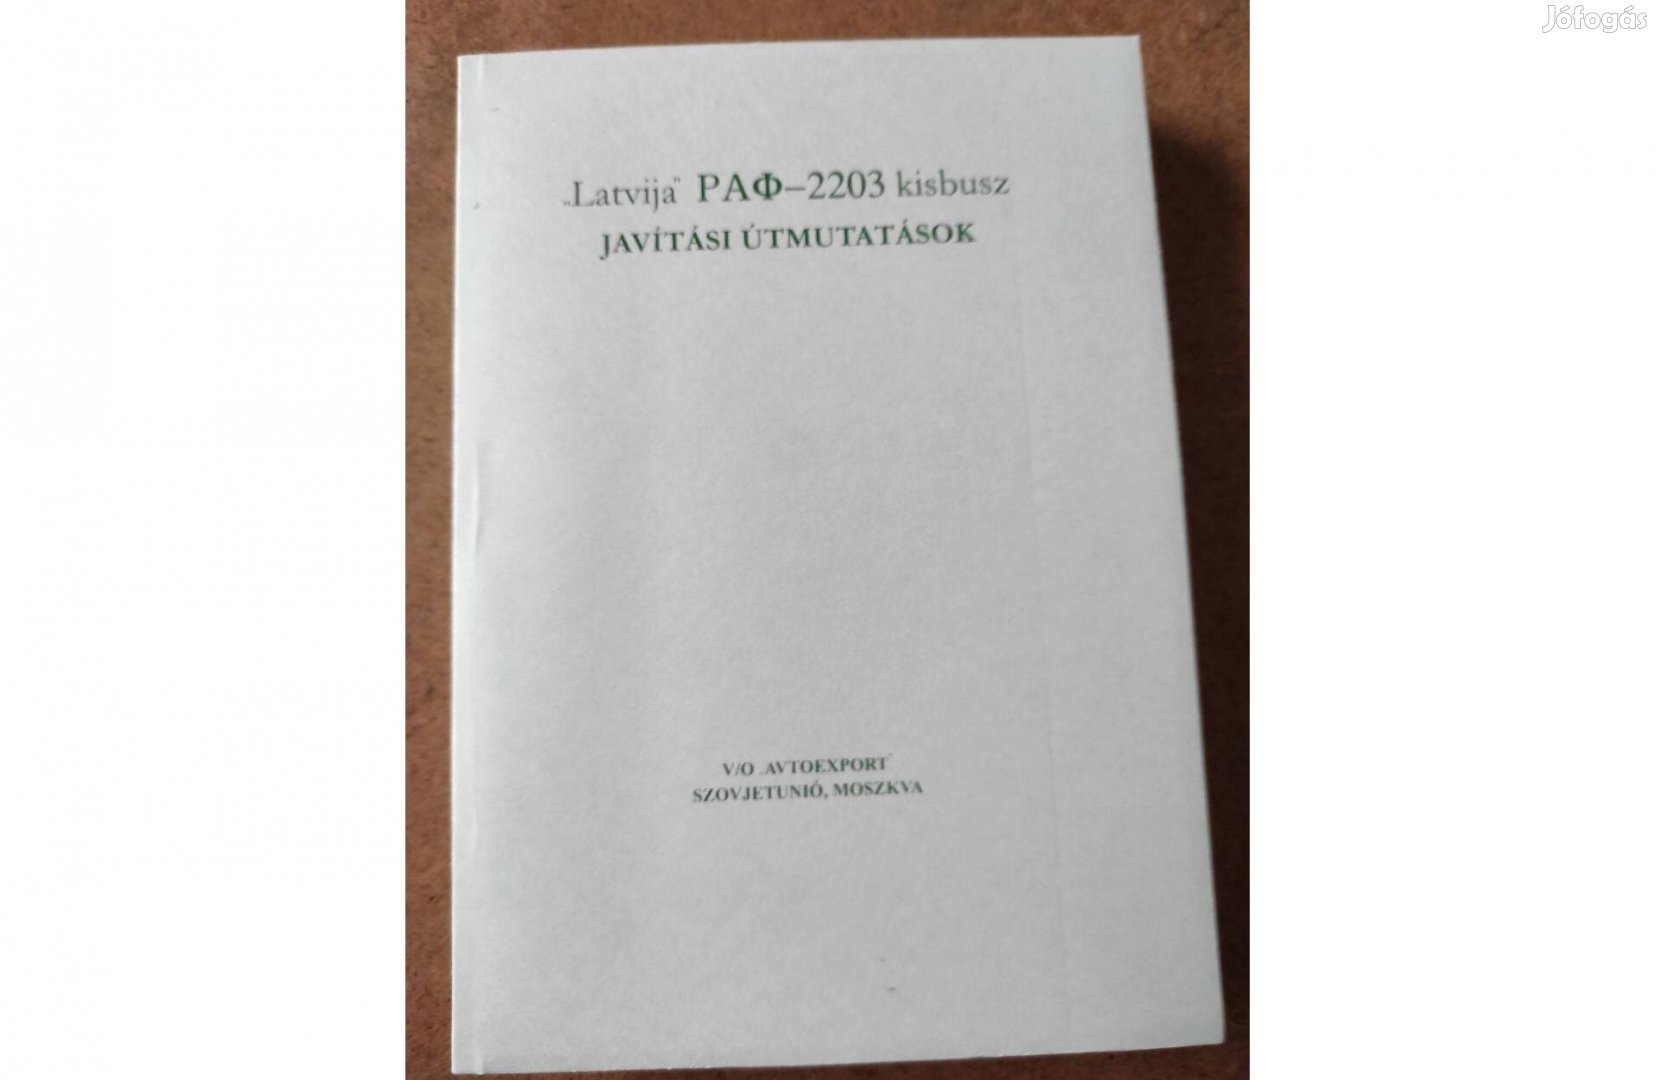 Jófogás
„Latvija” РАФ–2203 kisbusz
JAVÍTÁSI ÚTMUTATÁSOK
V/O „AVTOEXPORT”
SZOVJETUNIÓ, MOSZKVA